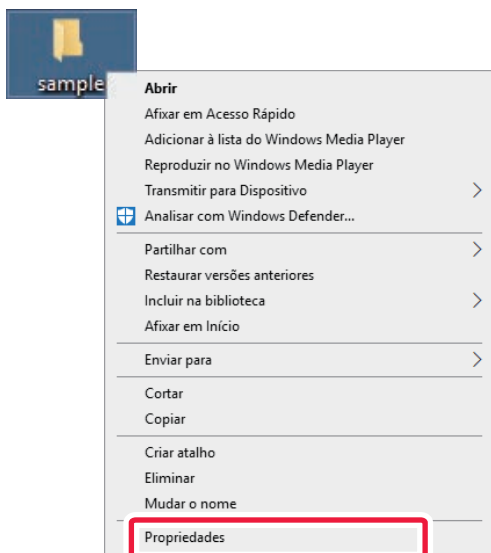 sample
Abrir
Afixar em Acesso Rápido
Adicionar à lista do Windows Media Player
Reproduzir no Windows Media Player
Transmitir para Dispositivo
Analisar com Windows Defender...
Partilhar com
Restaurar versões anteriores
Incluir na biblioteca
Afixar em Início
Enviar para
Cortar
Copiar
Criar atalho
Eliminar
Mudar o nome
Propriedades